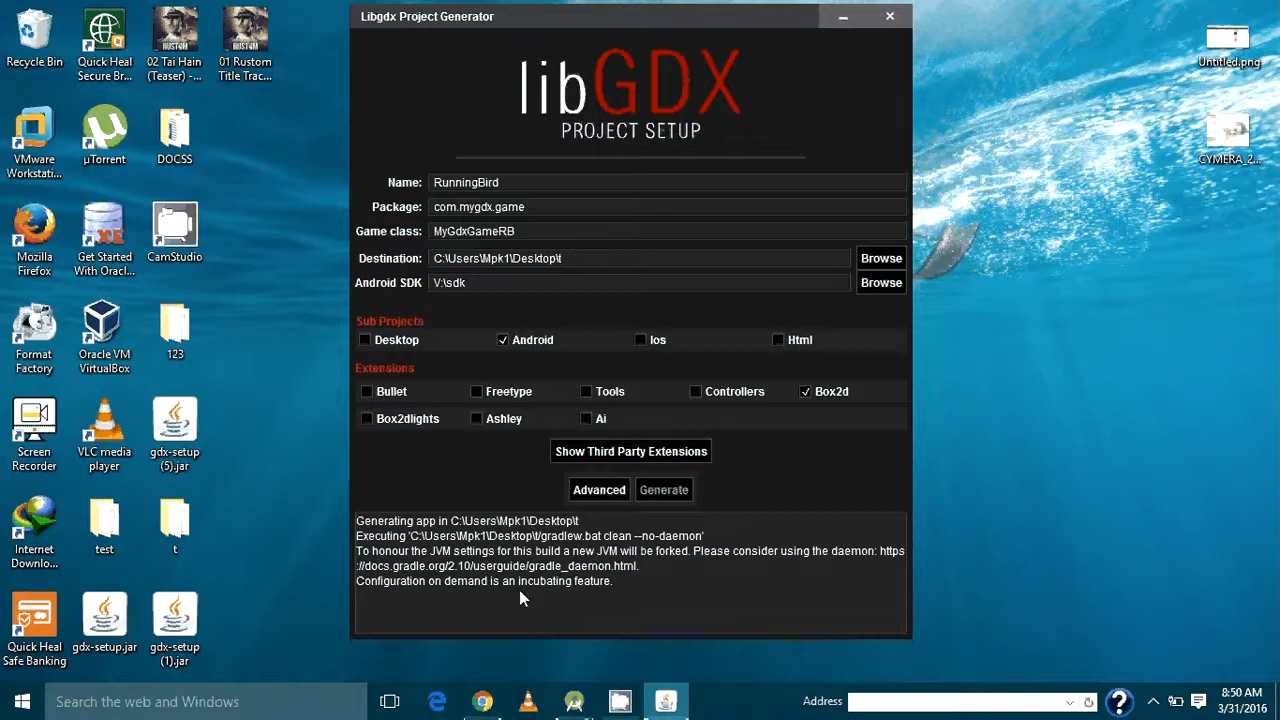 Recycle Bin
Quick Heal
Secure Br...
02 Tai Hain
(Teaser) -...
01 Rustom
Title Trac...
VMware
Workstati...
µTorrent
DOCSS
Mozilla
Firefox
Get Started
With Oracl...
CamStudio
Format
Factory
Oracle VM
VirtualBox
123
Screen
Recorder
VLC media
player
gdx-setup
(5).jar
Internet
Downlo...
test
t
Quick Heal
Safe Banking
gdx-setup.jar
gdx-setup
(1).jar
Libgdx Project Generator
libGDX
PROJECT SETUP
Name: RunningBird
Package: com.mygdx.game
Game class: MyGdxGameRB
Destination: C:\Users\Mpk1\Desktop\t Browse
Android SDK V:\sdk Browse
Sub Projects
Desktop Android Ios Html
Extensions
Bullet Freetype Tools Controllers Box2d
Box2dlights Ashley Ai
Show Third Party Extensions
Advanced Generate
Generating app in C:\Users\Mpk1\Desktop\t
Executing 'C:\Users\Mpk1\Desktop\t/gradlew.bat clean --no-daemon'
To honour the JVM settings for this build a new JVM will be forked. Please consider using the daemon: https
://docs.gradle.org/2.10/userguide/gradle_daemon.html.
Configuration on demand is an incubating feature.
Untitled.png
CYMERA_2...
Search the web and Windows
Address
8:50 AM
3/31/2016